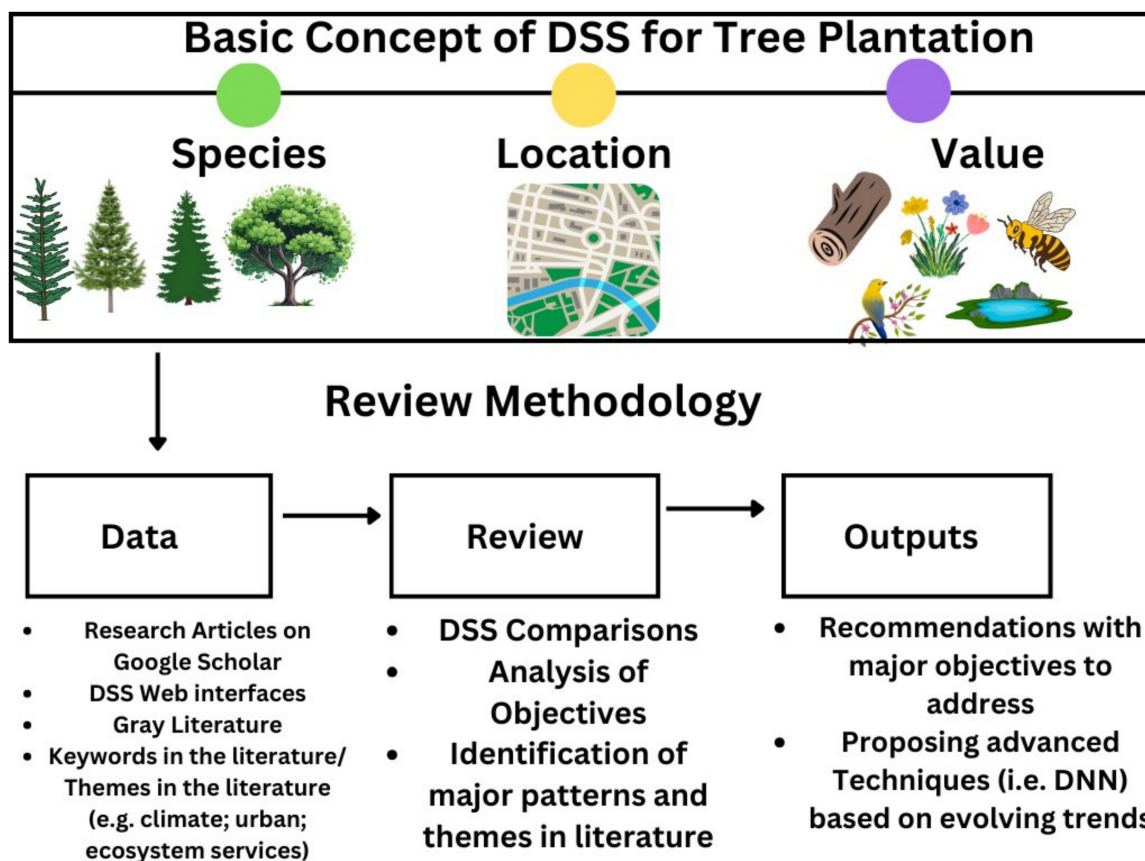 Basic Concept of DSS for Tree Plantation
Species
Location
Value
Review Methodology
Data
Review
Outputs
• Research Articles on
Google Scholar
• DSS Web interfaces
• Gray Literature
• Keywords in the literature/
Themes in the literature
(e.g. climate; urban;
ecosystem services)
• DSS Comparisons
• Analysis of
Objectives
• Identification of
major patterns and
themes in literature
• Recommendations with
major objectives to
address
• Proposing advanced
Techniques (i.e. DNN)
based on evolving trends